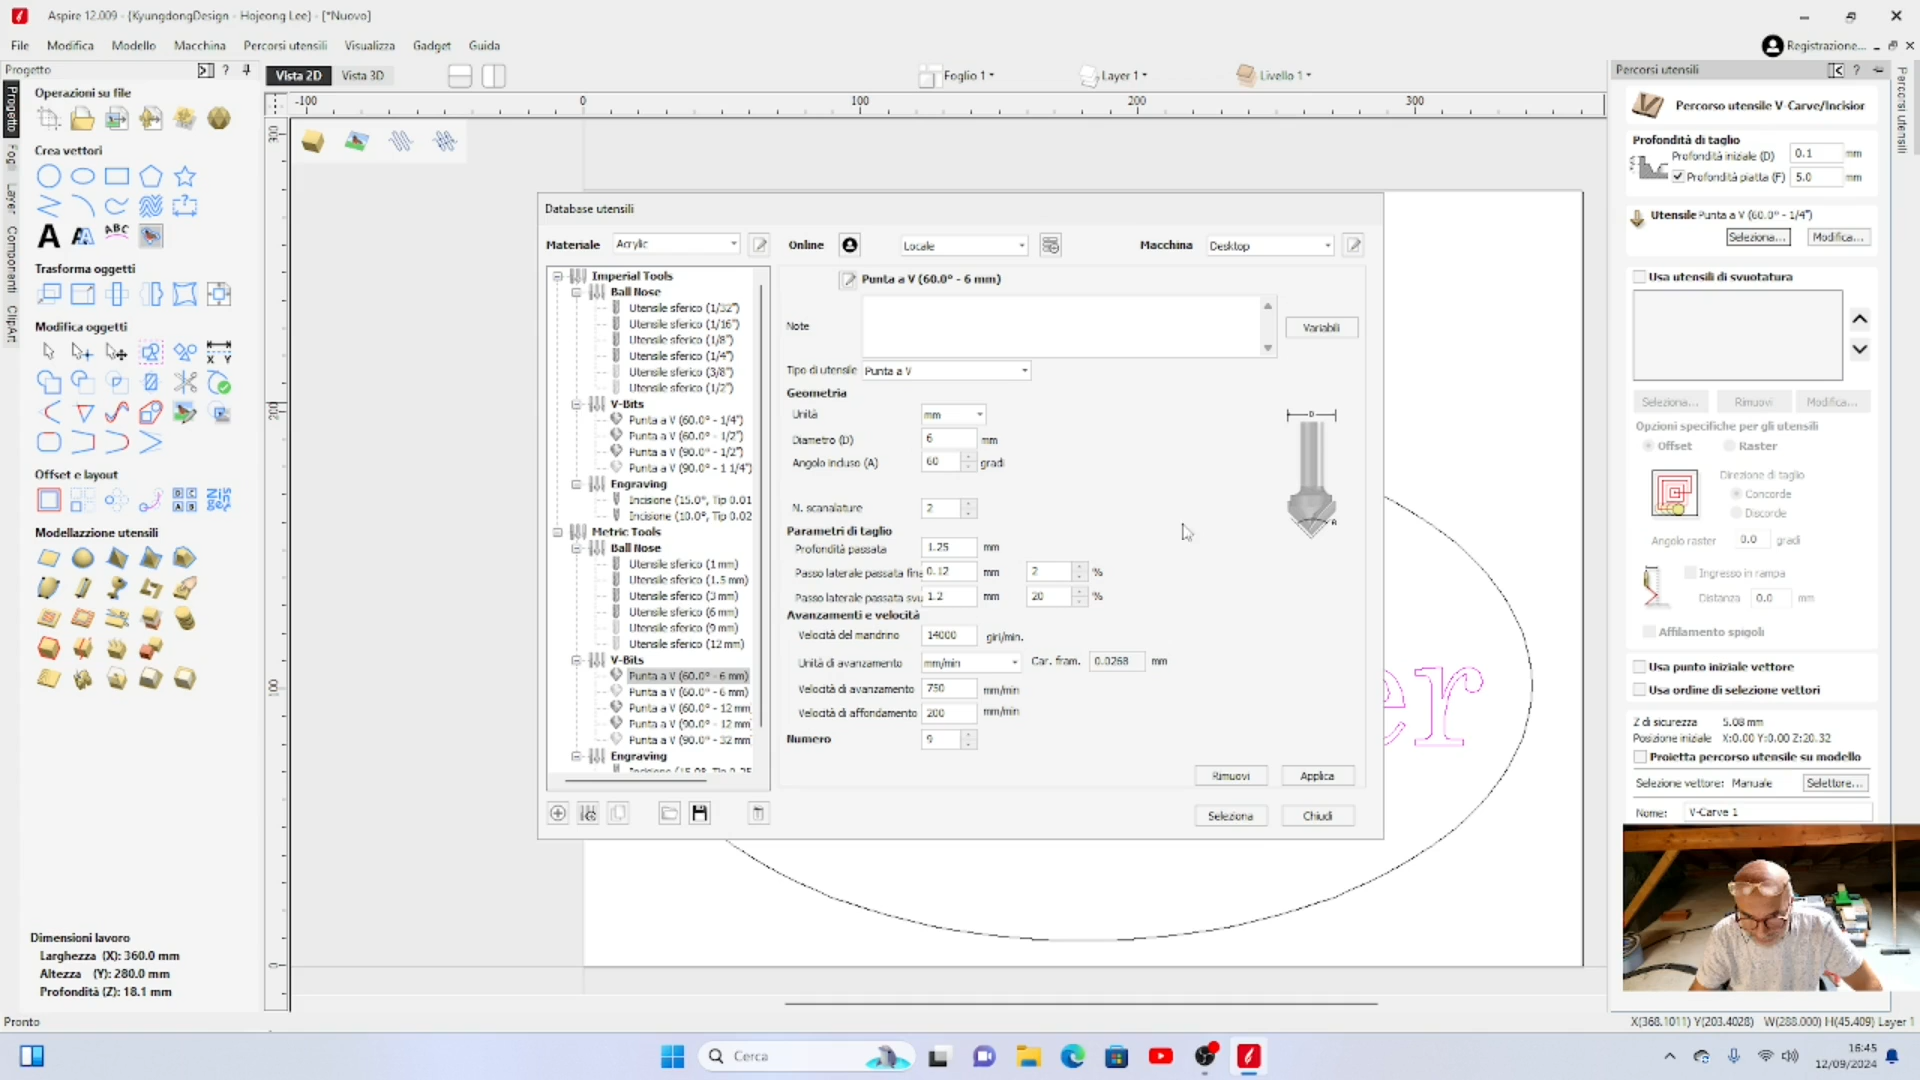 Aspire 12.009 - {KyungdongDesign - Hojeong Lee} - [*Nuovo]
File Modifica Modello Macchina Percorsi utensili Visualizza Gadget Guida
Registrazione...
Progetto
Vista 2D Vista 3D
Foglio 1 Layer 1 Livello 1
Percorsi utensili
Progetto
Fogli
Layer
Componenti
ClipArt
Operazioni su file
Crea vettori
Trasforma oggetti
Modifica oggetti
Offset e layout
Modellazzione utensili
Dimensioni lavoro
Larghezza (X): 360.0 mm
Altezza (Y): 280.0 mm
Profondità (Z): 18.1 mm
Pronto
-100 0 100 200 300
300
200
100
0
Database utensili
Materiale Acrylic
Online Locale
Macchina Desktop
Imperial Tools
Ball Nose
Utensile sferico (1/32")
Utensile sferico (1/16")
Utensile sferico (1/8")
Utensile sferico (1/4")
Utensile sferico (3/8")
Utensile sferico (1/2")
V-Bits
Punta a V (60.0° - 1/4")
Punta a V (60.0° - 1/2")
Punta a V (90.0° - 1/2")
Punta a V (90.0° - 1 1/4")
Engraving
Incisione (15.0°, Tip 0.01
Incisione (10.0°, Tip 0.02
Metric Tools
Ball Nose
Utensile sferico (1 mm)
Utensile sferico (1.5 mm)
Utensile sferico (3 mm)
Utensile sferico (6 mm)
Utensile sferico (9 mm)
Utensile sferico (12 mm)
V-Bits
Punta a V (60.0° - 6 mm)
Punta a V (60.0° - 6 mm)
Punta a V (60.0° - 12 mm
Punta a V (90.0° - 12 mm
Punta a V (90.0° - 32 mm
Engraving
Punta a V (60.0° - 6 mm)
Note
Variabili
Tipo di utensile Punta a V
Geometria
Unità mm
Diametro (D) 6 mm
Angolo incluso (A) 60 gradi
N. scanalature 2
Parametri di taglio
Profondità passata 1.25 mm
Passo laterale passata fina 0.12 mm 2 %
Passo laterale passata svu 1.2 mm 20 %
Avanzamenti e velocità
Velocità del mandrino 14000 giri/min.
Unità di avanzamento mm/min Car. fram. 0.0268 mm
Velocità di avanzamento 750 mm/min
Velocità di affondamento 200 mm/min
Numero 9
Rimuovi Applica
Seleziona Chiudi
D
er
Percorsi utensili
Percorso utensile V-Carve/Incision
Profondità di taglio
Profondità iniziale (D) 0.1 mm
Profondità piatta (F) 5.0 mm
Utensile Punta a V (60.0° - 1/4")
Seleziona... Modifica...
Usa utensili di svuotatura
Seleziona... Rimuovi Modifica...
Opzioni specifiche per gli utensili
Offset Raster
Direzione di taglio
Concorde
Discorde
Angolo raster 0.0 gradi
Ingresso in rampa
Distanza 0.0 mm
Affilamento spigoli
Usa punto iniziale vettore
Usa ordine di selezione vettori
Z di sicurezza 5.08 mm
Posizione iniziale X:0.00 Y:0.00 Z:20.32
Proietta percorso utensile su modello
Selezione vettore: Manuale Selettore...
Nome: V-Carve 1
X(368.1011) Y(203.4028) W(288.000) H(45.409) Layer 1
Cerca
16:45
12/09/2024